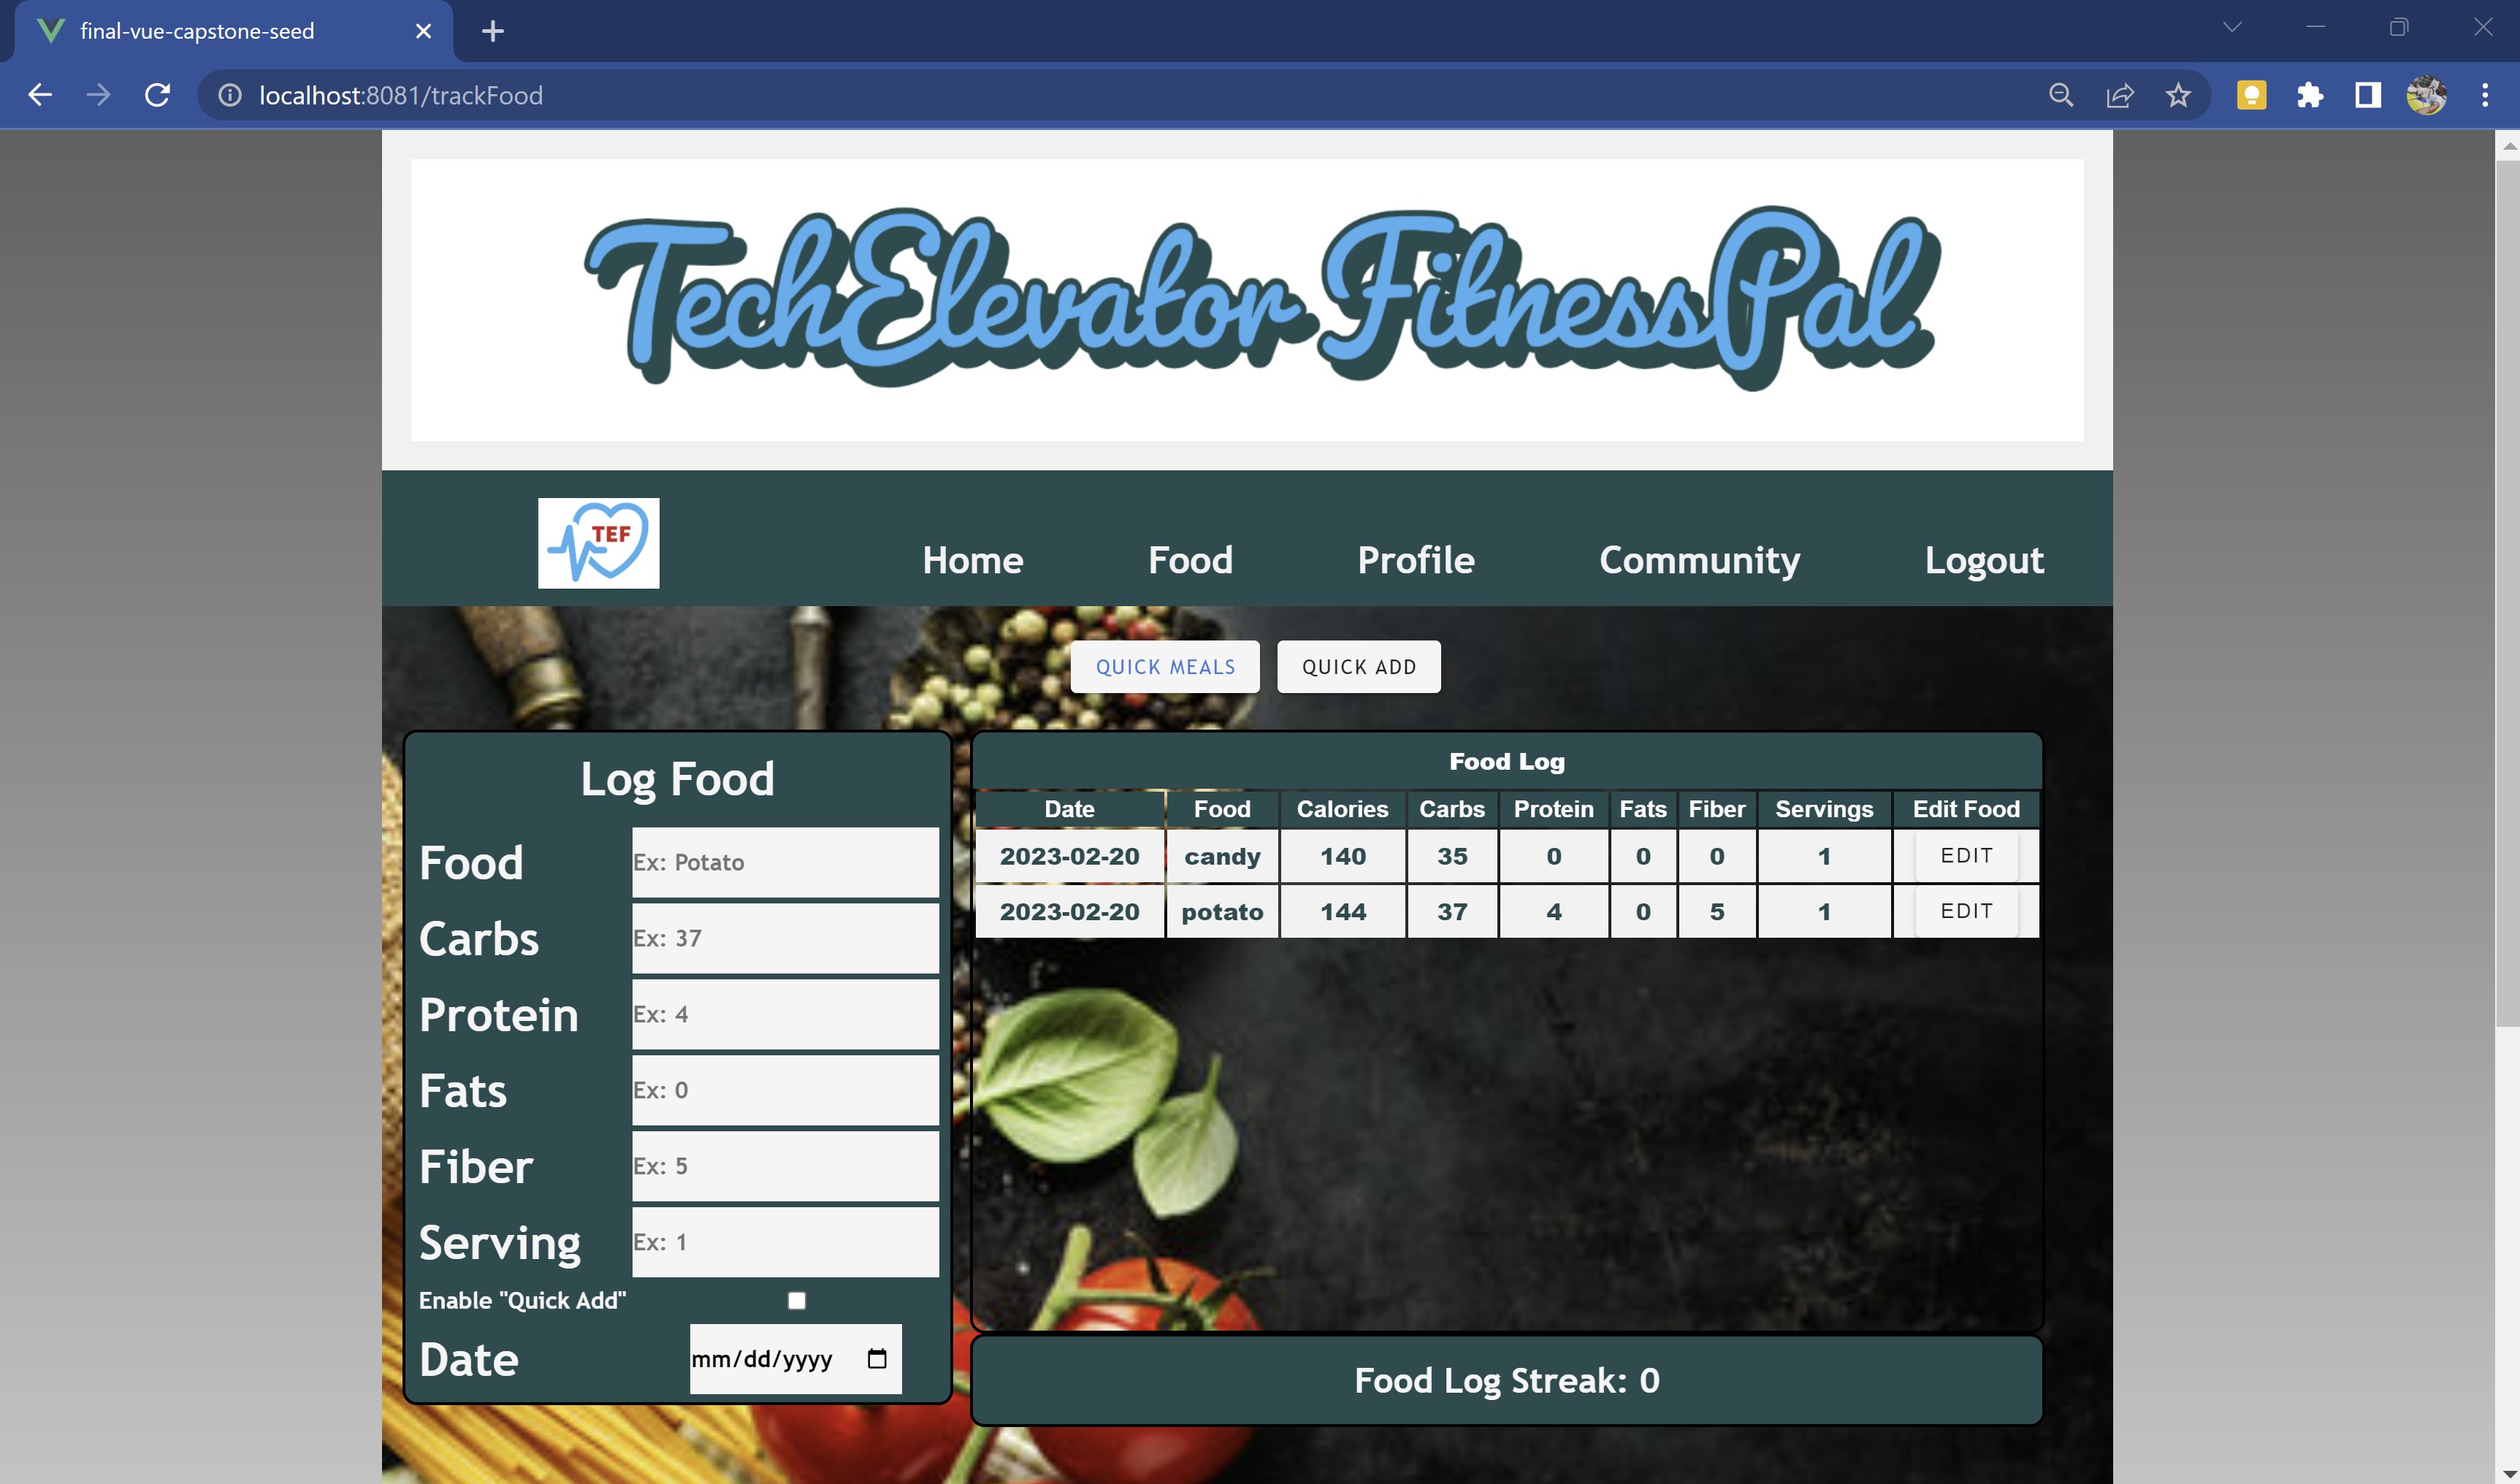 final-vue-capstone-seed
localhost:8081/trackFood
TechElevator FitnessPal
TEF
Home Food Profile Community Logout
QUICK MEALS QUICK ADD
Log Food
Food Ex: Potato
Carbs Ex: 37
Protein Ex: 4
Fats Ex: 0
Fiber Ex: 5
Serving Ex: 1
Enable "Quick Add"
Date mm/dd/yyyy
Food Log
Date Food Calories Carbs Protein Fats Fiber Servings Edit Food
2023-02-20 candy 140 35 0 0 0 1 EDIT
2023-02-20 potato 144 37 4 0 5 1 EDIT
Food Log Streak: 0